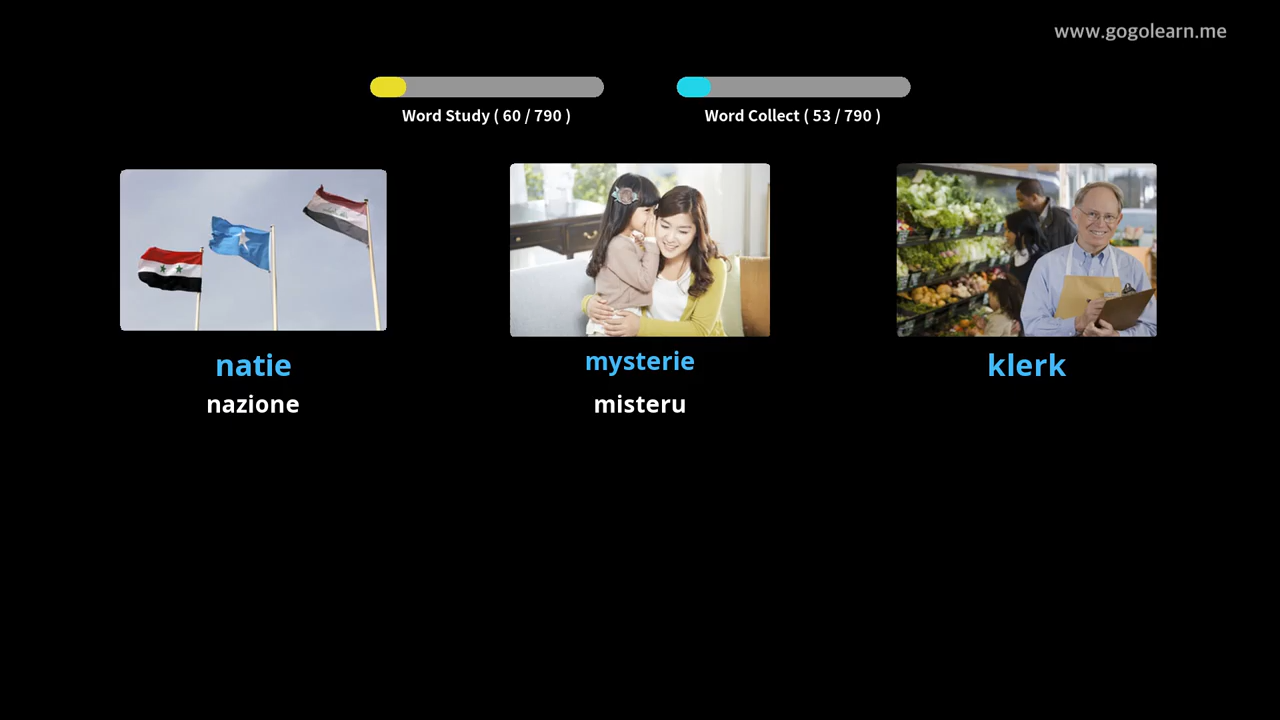 www.gogolearn.me
Word Study ( 60 / 790 )
Word Collect ( 53 / 790 )
natie
nazione
mysterie
misteru
klerk